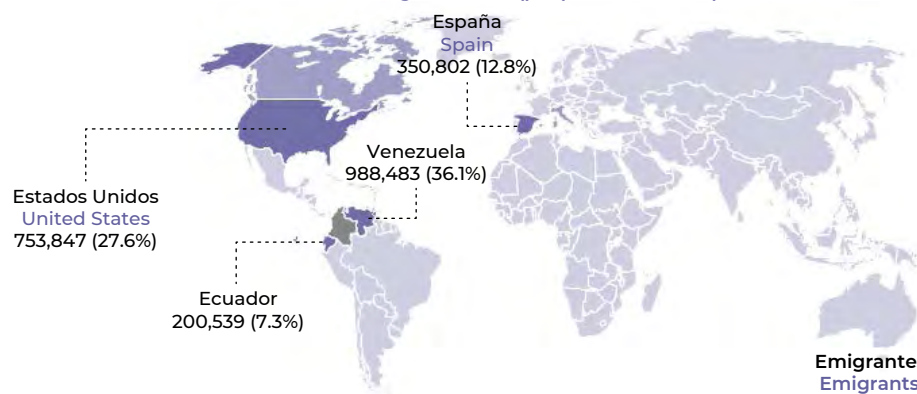 España
Spain
350,802 (12.8%)
Venezuela
988,483 (36.1%)
Estados Unidos
United States
753,847 (27.6%)
Ecuador
200,539 (7.3%)
Emigrante
Emigrants